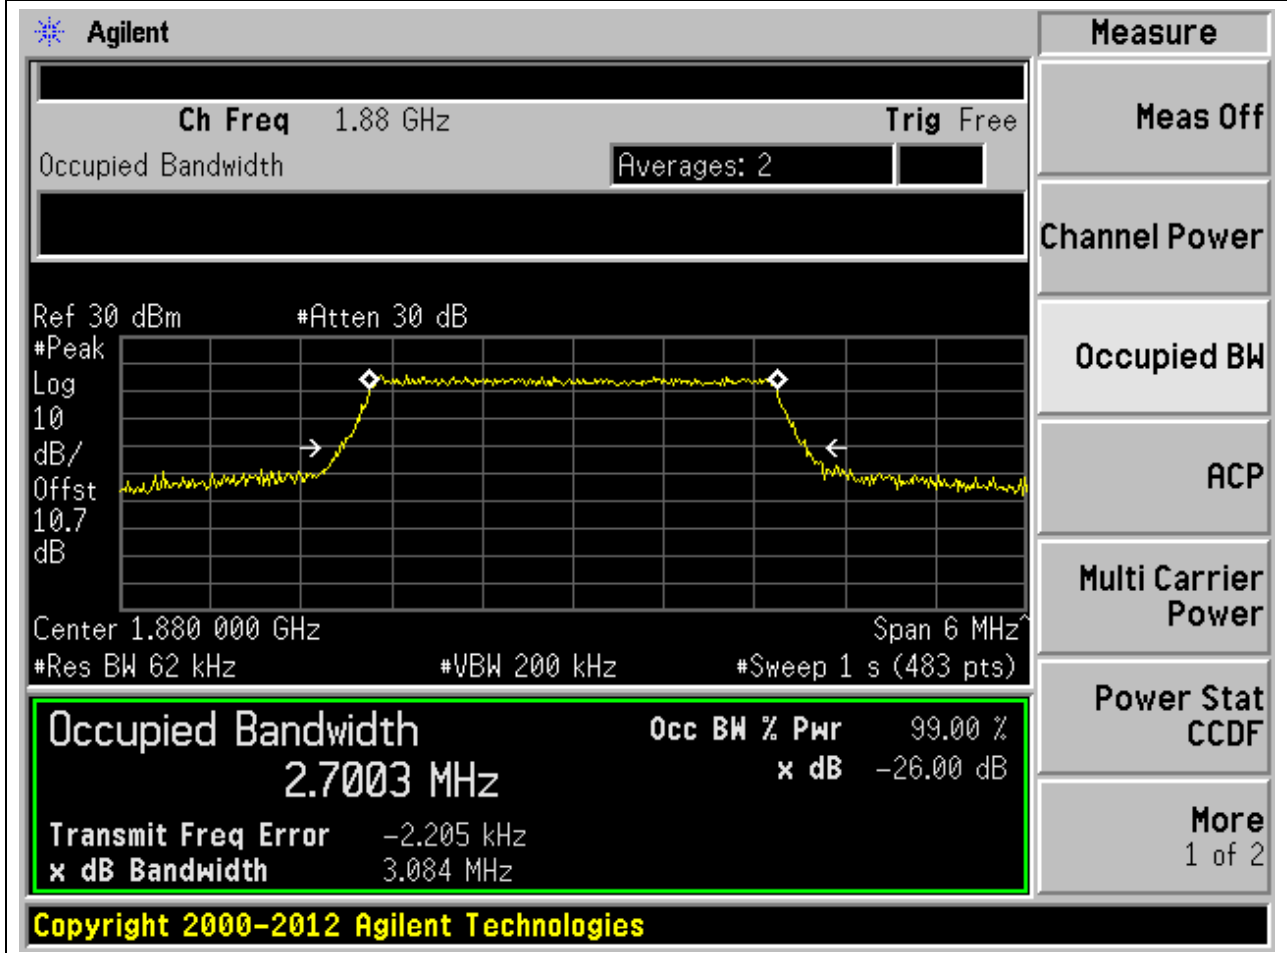 Agilent
Measure
Ch Freq 1.88 GHz Trig Free
Occupied Bandwidth Averages: 2
Meas Off
Channel Power
Occupied BW
ACP
Multi Carrier
Power
Power Stat
CCDF
More
1 of 2
Ref 30 dBm #Atten 30 dB
#Peak
Log
10
dB/
Offst
10.7
dB
Center 1.880 000 GHz Span 6 MHz^
#Res BW 62 kHz #VBW 200 kHz #Sweep 1 s (483 pts)
Occupied Bandwidth Occ BW % Pwr 99.00 %
2.7003 MHz x dB -26.00 dB
Transmit Freq Error -2.205 kHz
x dB Bandwidth 3.084 MHz
Copyright 2000-2012 Agilent Technologies